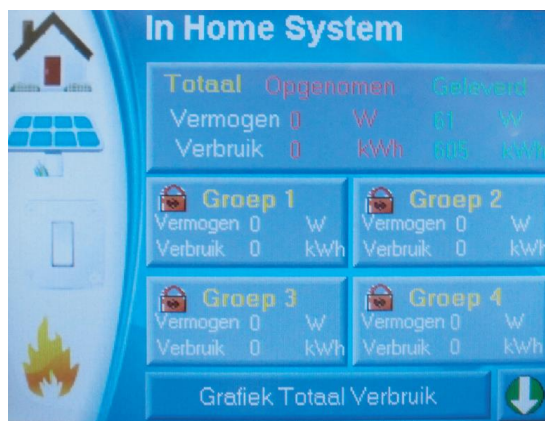 In Home System
Totaal Opgenomen Geleverd
Vermogen 0 W 61 W
Verbruik 0 kWh 605 kWh
Groep 1
Vermogen 0 W
Verbruik 0 kWh
Groep 2
Vermogen 0 W
Verbruik 0 kWh
Groep 3
Vermogen 0 W
Verbruik 0 kWh
Groep 4
Vermogen 0 W
Verbruik 0 kWh
Grafiek Totaal Verbruik